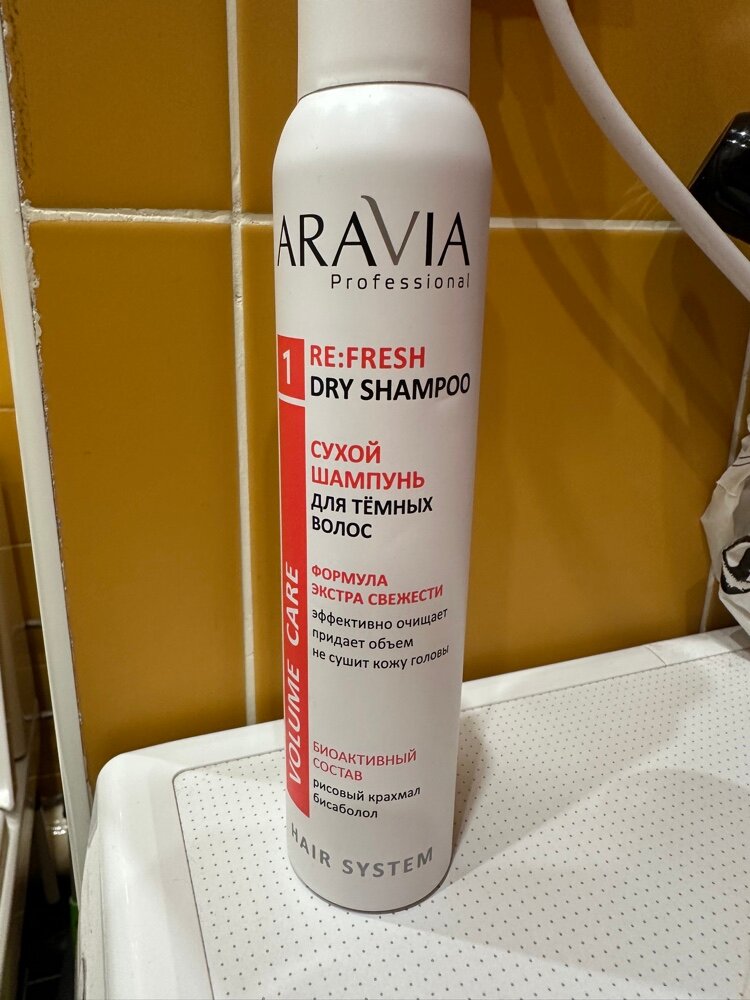 ARAVIA
Professional
1
RE:FRESH
DRY SHAMPOO
СУХОЙ
ШАМПУНЬ
ДЛЯ ТЁМНЫХ
ВОЛОС
ФОРМУЛА
ЭКСТРА СВЕЖЕСТИ
эффективно очищает
придает объем
не сушит кожу головы
VOLUME CARE
БИОАКТИВНЫЙ
СОСТАВ
рисовый крахмал
бисаболол
HAIR SYSTEM